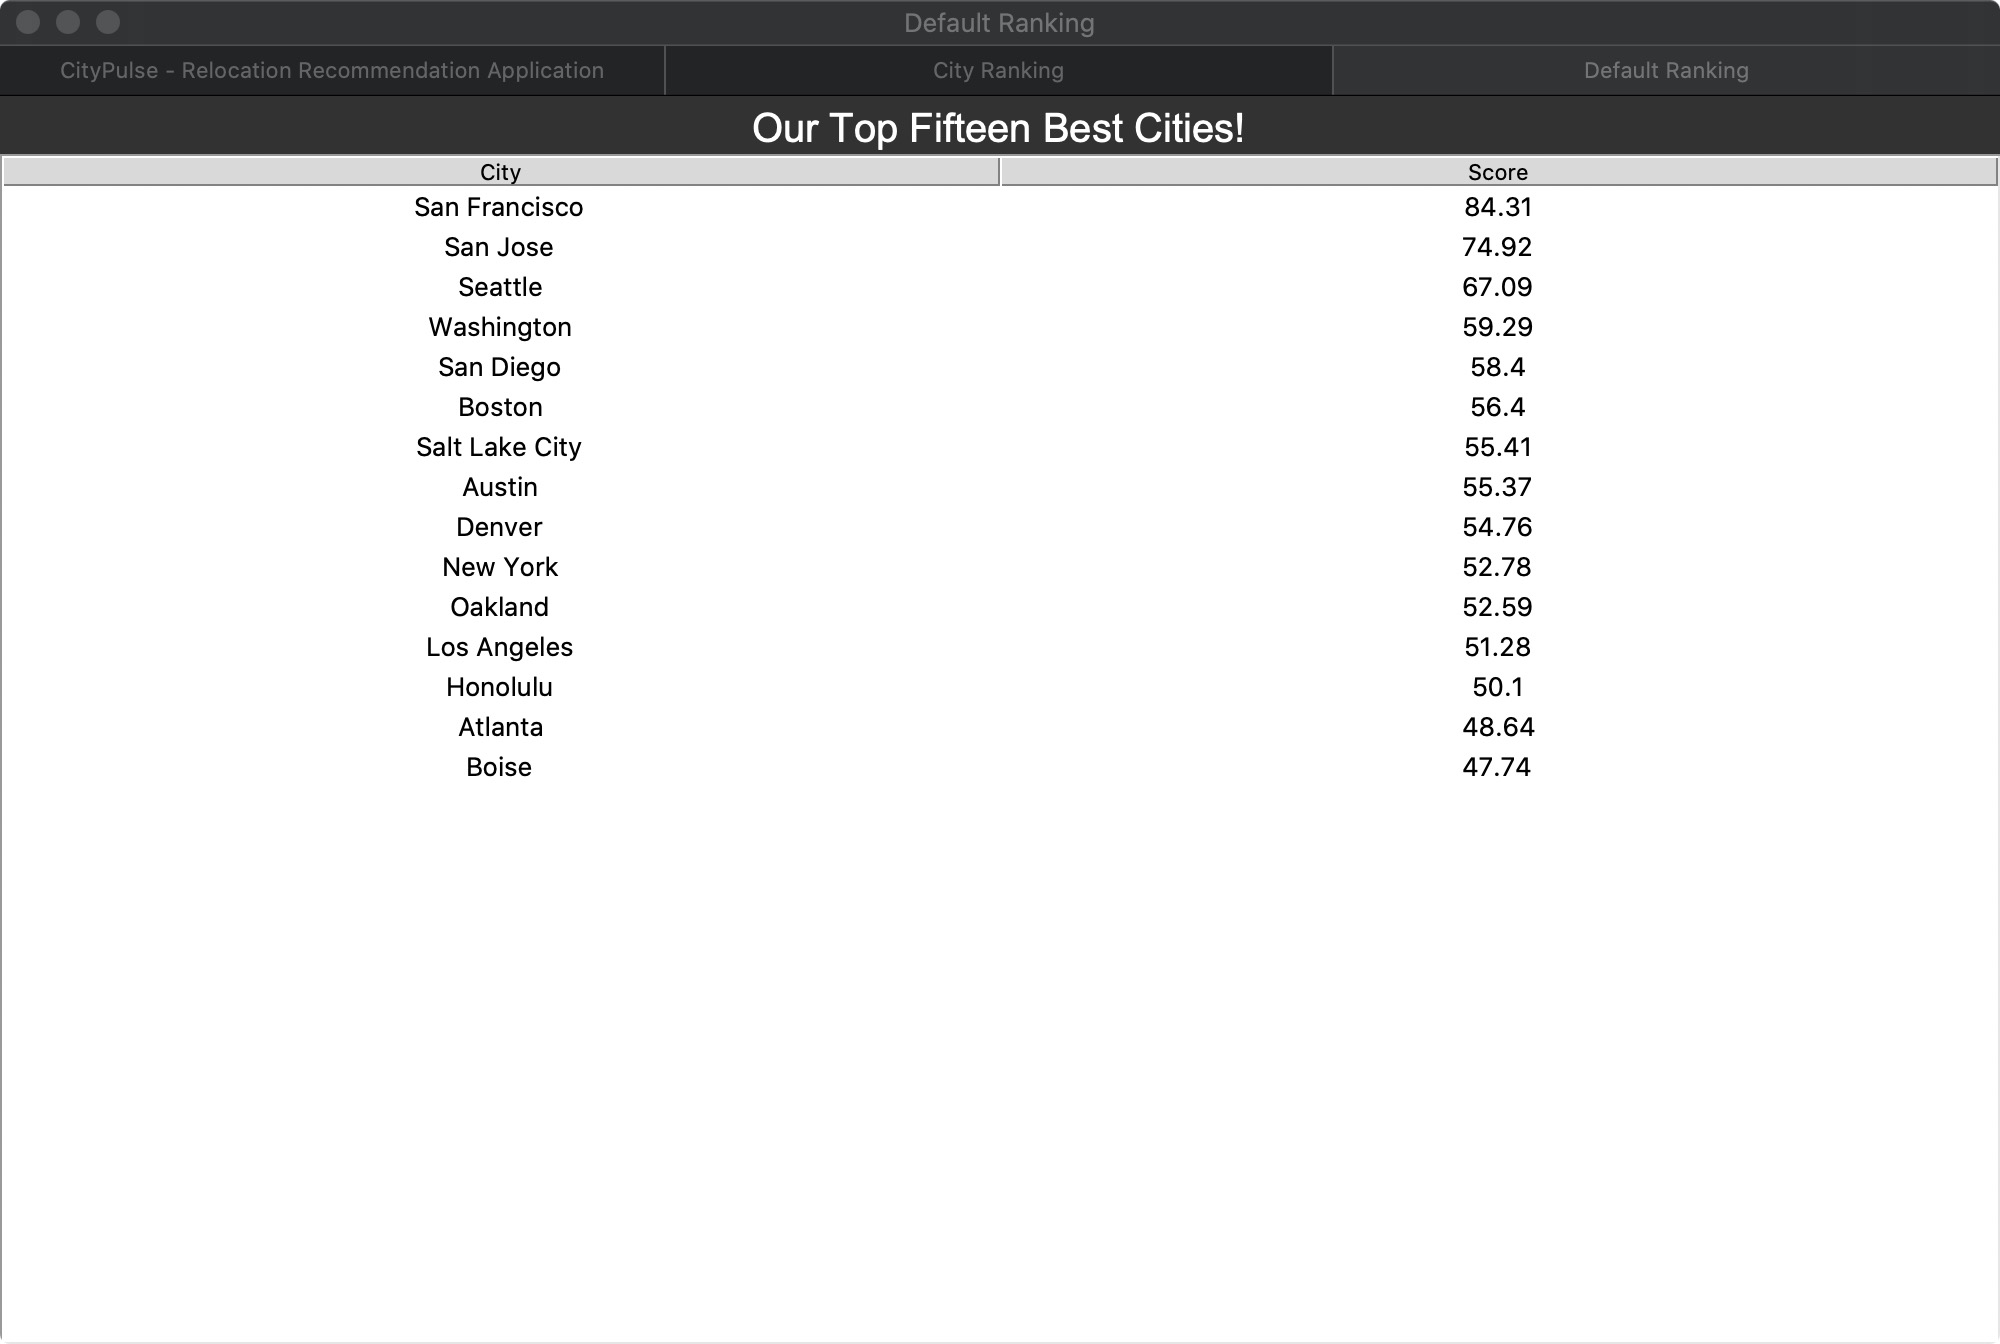 Default Ranking
CityPulse - Relocation Recommendation Application City Ranking Default Ranking
Our Top Fifteen Best Cities!
City Score
San Francisco 84.31
San Jose 74.92
Seattle 67.09
Washington 59.29
San Diego 58.4
Boston 56.4
Salt Lake City 55.41
Austin 55.37
Denver 54.76
New York 52.78
Oakland 52.59
Los Angeles 51.28
Honolulu 50.1
Atlanta 48.64
Boise 47.74